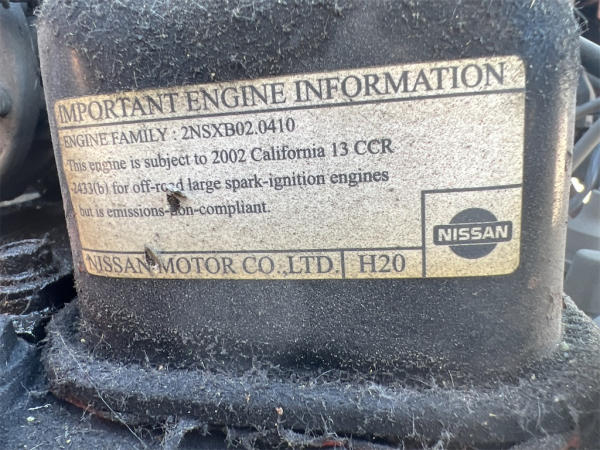 IMPORTANT ENGINE INFORMATION
ENGINE FAMILY : 2NSXB02.0410
This engine is subject to 2002 California 13 CCR
2433(b) for off-road large spark-ignition engines
but is emissions-non-compliant.
NISSAN MOTOR CO.,LTD. H20
NISSAN